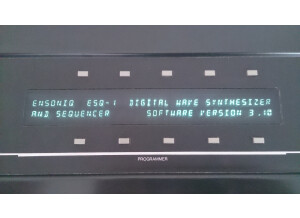 ENSONIQ ESQ-1 DIGITAL WAVE SYNTHESIZER
AND SEQUENCER SOFTWARE VERSION 3.10
PROGRAMMER